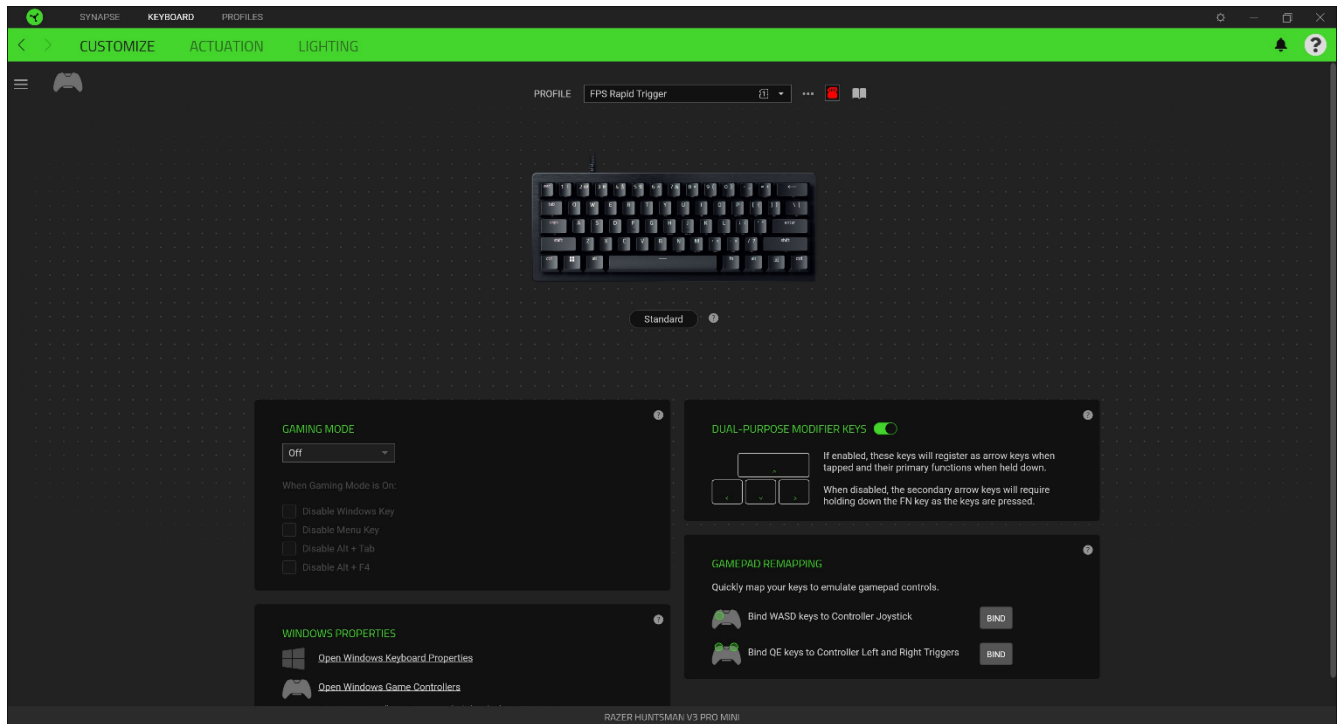 SYNAPSE KEYBOARD PROFILES
CUSTOMIZE ACTUATION LIGHTING
PROFILE FPS Rapid Trigger
Standard
GAMING MODE
Off
When Gaming Mode is On:
Disable Windows Key
Disable Menu Key
Disable Alt + Tab
Disable Alt + F4
WINDOWS PROPERTIES
Open Windows Keyboard Properties
Open Windows Game Controllers
DUAL-PURPOSE MODIFIER KEYS
If enabled, these keys will register as arrow keys when
tapped and their primary functions when held down.
When disabled, the secondary arrow keys will require
holding down the FN key as the keys are pressed.
GAMEPAD REMAPPING
Quickly map your keys to emulate gamepad controls.
Bind WASD keys to Controller Joystick BIND
Bind QE keys to Controller Left and Right Triggers BIND
RAZER HUNTSMAN V3 PRO MINI